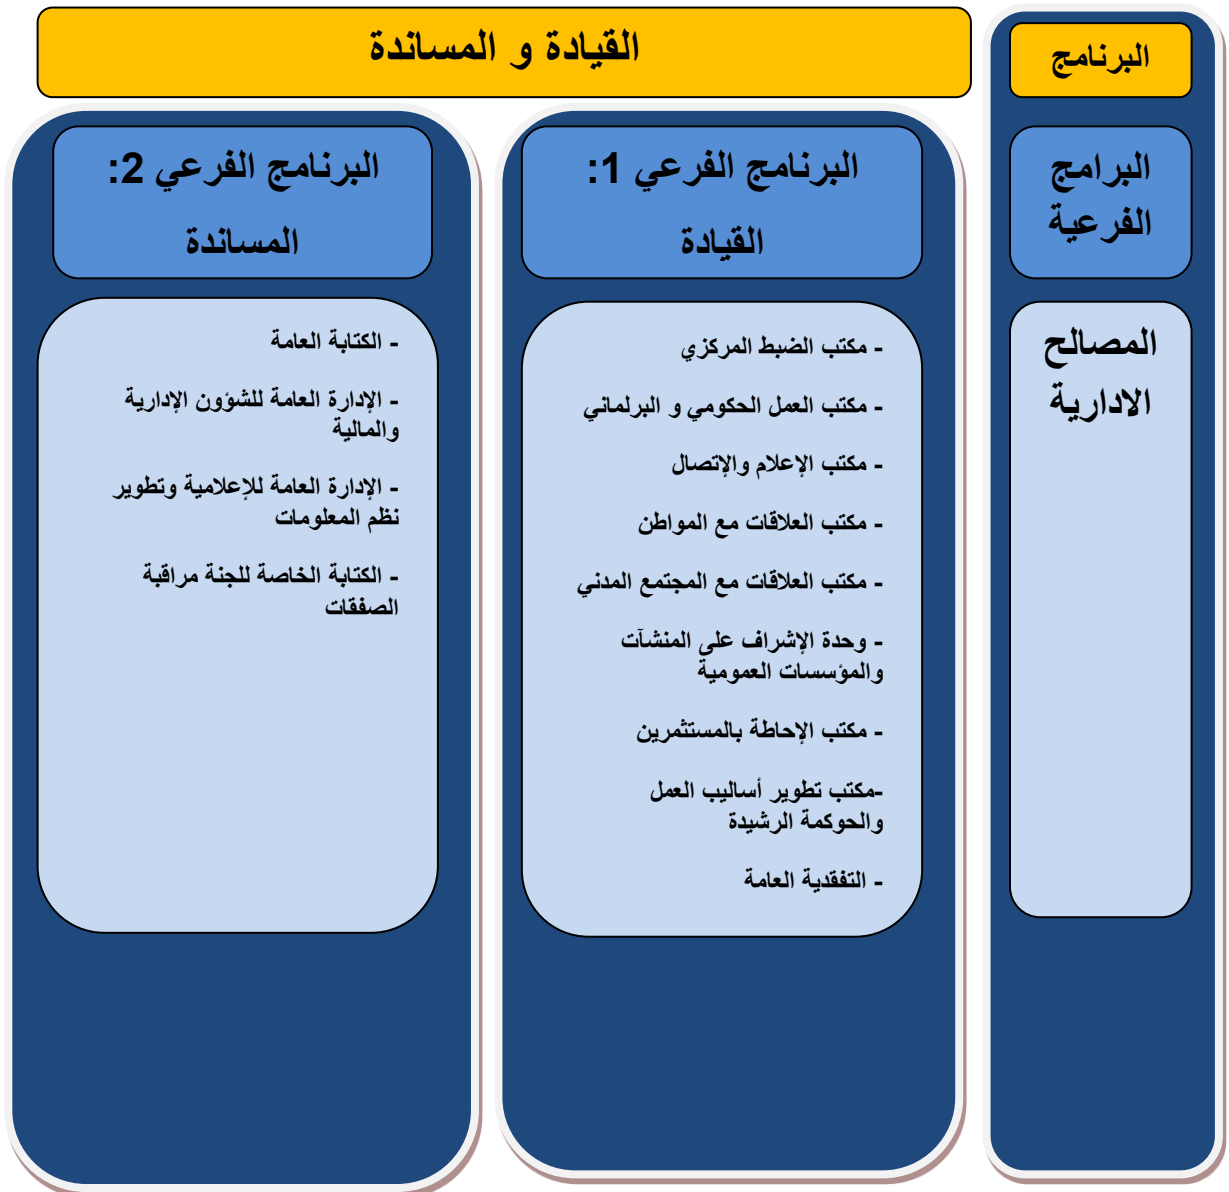 البرنامج
القيادة و المساندة
البرامج
الفرعية
البرنامج الفرعي 1:
القيادة
البرنامج الفرعي 2:
المساندة
المصالح
الادارية
- مكتب الضبط المركزي
- مكتب العمل الحكومي و البرلماني
- مكتب الإعلام والإتصال
- مكتب العلاقات مع المواطن
- مكتب العلاقات مع المجتمع المدني
- وحدة الإشراف على المنشآت
والمؤسسات العمومية
- مكتب الإحاطة بالمستثمرين
-مكتب تطوير أساليب العمل
والحوكمة الرشيدة
- التفقدية العامة
- الكتابة العامة
- الإدارة العامة للشؤون الإدارية
والمالية
- الإدارة العامة للإعلامية وتطوير
نظم المعلومات
- الكتابة الخاصة للجنة مراقبة
الصفقات